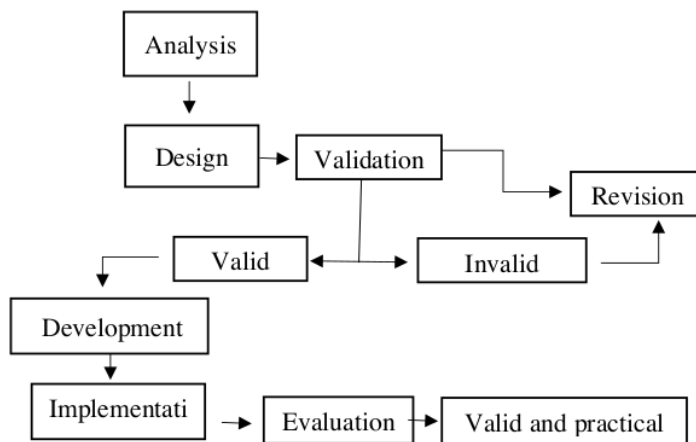 Analysis
Design
Validation
Revision
Valid
Invalid
Development
Implementati
Evaluation
Valid and practical